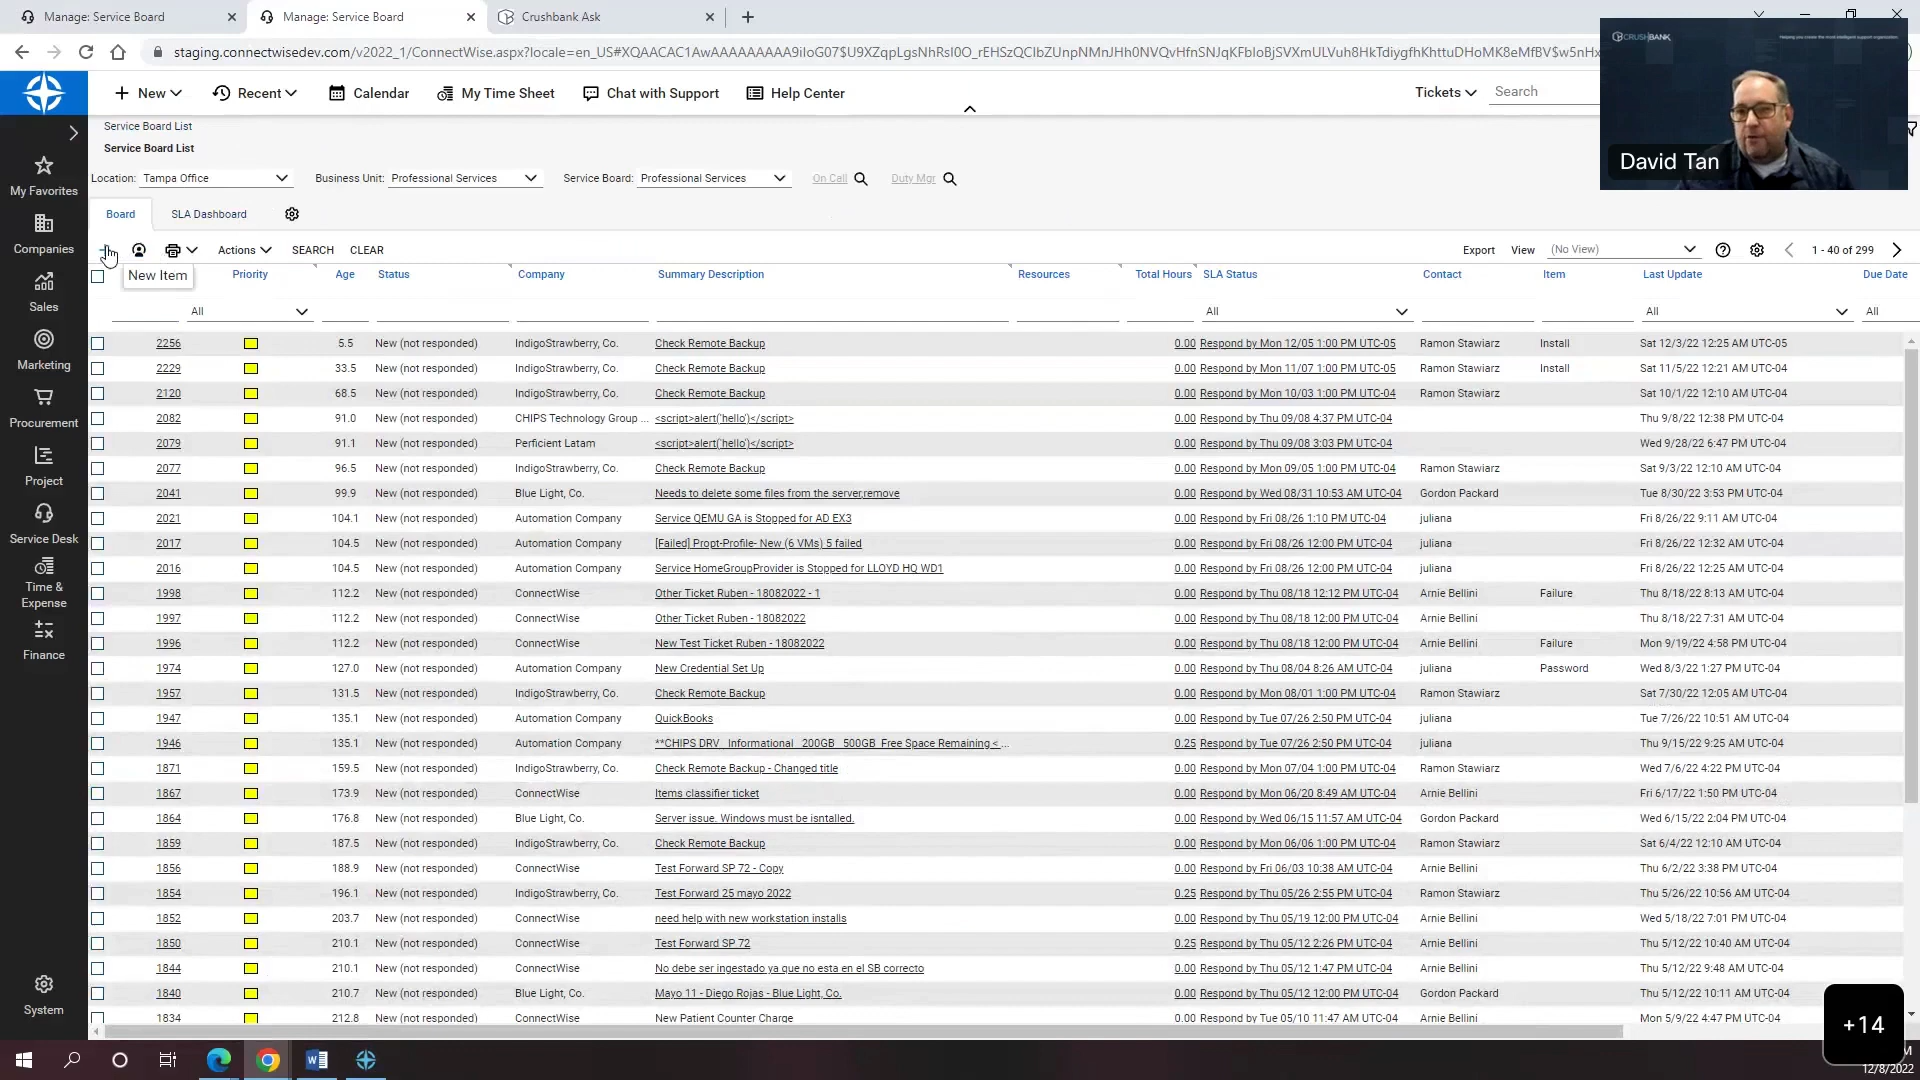 Manage: Service Board
Manage: Service Board
Crushbank Ask
CRUSHBANK
David Tan
New Recent Calendar My Time Sheet Chat with Support Help Center Tickets Search
Service Board List
Service Board List
Location: Tampa Office Business Unit: Professional Services Service Board: Professional Services On Call Duty Mgr
Board SLA Dashboard
Actions SEARCH CLEAR Export View (No View) 1 - 40 of 299
New Item
Priority Age Status Company Summary Description Resources Total Hours SLA Status Contact Item Last Update Due Date
All All All All
2256 5.5 New (not responded) IndigoStrawberry, Co. Check Remote Backup 0.00 Respond by Mon 12/05 1:00 PM UTC-05 Ramon Stawiarz Install Sat 12/3/22 12:25 AM UTC-05
2229 33.5 New (not responded) IndigoStrawberry, Co. Check Remote Backup 0.00 Respond by Mon 11/07 1:00 PM UTC-05 Ramon Stawiarz Install Sat 11/5/22 12:21 AM UTC-04
2120 68.5 New (not responded) IndigoStrawberry, Co. Check Remote Backup 0.00 Respond by Mon 10/03 1:00 PM UTC-04 Ramon Stawiarz Sat 10/1/22 12:10 AM UTC-04
2082 91.0 New (not responded) CHIPS Technology Group ... <script>alert('hello')</script> 0.00 Respond by Thu 09/08 4:37 PM UTC-04 Thu 9/8/22 12:38 PM UTC-04
2079 91.1 New (not responded) Perficient Latam <script>alert('hello')</script> 0.00 Respond by Thu 09/08 3:03 PM UTC-04 Wed 9/28/22 6:47 PM UTC-04
2077 96.5 New (not responded) IndigoStrawberry, Co. Check Remote Backup 0.00 Respond by Mon 09/05 1:00 PM UTC-04 Ramon Stawiarz Sat 9/3/22 12:10 AM UTC-04
2041 99.9 New (not responded) Blue Light, Co. Needs to delete some files from the server,remove 0.00 Respond by Wed 08/31 10:53 AM UTC-04 Gordon Packard Tue 8/30/22 3:53 PM UTC-04
2021 104.1 New (not responded) Automation Company Service QEMU GA is Stopped for AD EX3 0.00 Respond by Fri 08/26 1:10 PM UTC-04 juliana Fri 8/26/22 9:11 AM UTC-04
2017 104.5 New (not responded) Automation Company [Failed] Propt-Profile- New (6 VMs) 5 failed 0.00 Respond by Fri 08/26 12:00 PM UTC-04 juliana Fri 8/26/22 12:32 AM UTC-04
2016 104.5 New (not responded) Automation Company Service HomeGroupProvider is Stopped for LLOYD HQ WD1 0.00 Respond by Fri 08/26 12:00 PM UTC-04 juliana Fri 8/26/22 12:25 AM UTC-04
1998 112.2 New (not responded) ConnectWise Other Ticket Ruben - 18082022 - 1 0.00 Respond by Thu 08/18 12:12 PM UTC-04 Arnie Bellini Failure Thu 8/18/22 8:13 AM UTC-04
1997 112.2 New (not responded) ConnectWise Other Ticket Ruben - 18082022 0.00 Respond by Thu 08/18 12:00 PM UTC-04 Arnie Bellini Thu 8/18/22 7:31 AM UTC-04
1996 112.2 New (not responded) ConnectWise New Test Ticket Ruben - 18082022 0.00 Respond by Thu 08/18 12:00 PM UTC-04 Arnie Bellini Failure Mon 9/19/22 4:58 PM UTC-04
1974 127.0 New (not responded) Automation Company New Credential Set Up 0.00 Respond by Thu 08/04 8:26 AM UTC-04 juliana Password Wed 8/3/22 1:27 PM UTC-04
1957 131.5 New (not responded) IndigoStrawberry, Co. Check Remote Backup 0.00 Respond by Mon 08/01 1:00 PM UTC-04 Ramon Stawiarz Sat 7/30/22 12:05 AM UTC-04
1947 135.1 New (not responded) Automation Company QuickBooks 0.00 Respond by Tue 07/26 2:50 PM UTC-04 juliana Tue 7/26/22 10:51 AM UTC-04
1946 135.1 New (not responded) Automation Company **CHIPS DRV_ Informational_ 200GB_ 500GB_Free Space Remaining < ... 0.25 Respond by Tue 07/26 2:50 PM UTC-04 juliana Thu 9/15/22 9:25 AM UTC-04
1871 159.5 New (not responded) IndigoStrawberry, Co. Check Remote Backup - Changed title 0.00 Respond by Mon 07/04 1:00 PM UTC-04 Ramon Stawiarz Wed 7/6/22 4:22 PM UTC-04
1867 173.9 New (not responded) ConnectWise Items classifier ticket 0.00 Respond by Mon 06/20 8:49 AM UTC-04 Arnie Bellini Fri 6/17/22 1:50 PM UTC-04
1864 176.8 New (not responded) Blue Light, Co. Server issue. Windows must be isntalled. 0.00 Respond by Wed 06/15 11:57 AM UTC-04 Gordon Packard Wed 6/15/22 2:04 PM UTC-04
1859 187.5 New (not responded) IndigoStrawberry, Co. Check Remote Backup 0.00 Respond by Mon 06/06 1:00 PM UTC-04 Ramon Stawiarz Sat 6/4/22 12:10 AM UTC-04
1856 188.9 New (not responded) ConnectWise Test Forward SP 72 - Copy 0.00 Respond by Fri 06/03 10:38 AM UTC-04 Arnie Bellini Thu 6/2/22 3:38 PM UTC-04
1854 196.1 New (not responded) IndigoStrawberry, Co. Test Forward 25 mayo 2022 0.25 Respond by Thu 05/26 2:55 PM UTC-04 Ramon Stawiarz Thu 5/26/22 10:56 AM UTC-04
1852 203.7 New (not responded) ConnectWise need help with new workstation installs 0.00 Respond by Thu 05/19 12:00 PM UTC-04 Arnie Bellini Wed 5/18/22 7:01 PM UTC-04
1850 210.1 New (not responded) ConnectWise Test Forward SP 72 0.25 Respond by Thu 05/12 2:26 PM UTC-04 Arnie Bellini Thu 5/12/22 10:40 AM UTC-04
1844 210.1 New (not responded) ConnectWise No debe ser ingestado ya que no esta en el SB correcto 0.00 Respond by Thu 05/12 1:47 PM UTC-04 Arnie Bellini Thu 5/12/22 9:48 AM UTC-04
1840 210.7 New (not responded) Blue Light, Co. Mayo 11 - Diego Rojas - Blue Light, Co. 0.00 Respond by Thu 05/12 12:00 PM UTC-04 Gordon Packard Thu 5/12/22 10:11 AM UTC-04
1834 212.8 New (not responded) ConnectWise New Patient Counter Charge 0.00 Respond by Tue 05/10 11:47 AM UTC-04 Arnie Bellini Mon 5/9/22 4:47 PM UTC-04
My Favorites
Companies
Sales
Marketing
Procurement
Project
Service Desk
Time &
Expense
Finance
System
+14
12/8/2022